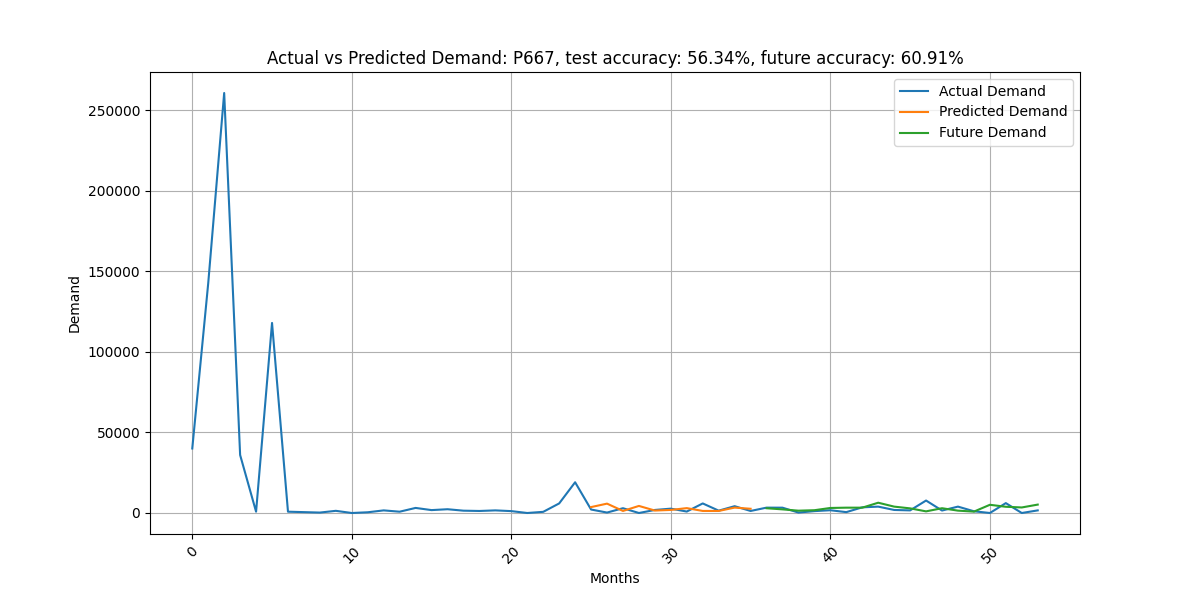 Actual vs Predicted Demand: P667, test accuracy: 56.34%, future accuracy: 60.91%
Actual Demand
Predicted Demand
Future Demand
250000
200000
150000
100000
50000
0
Demand
0 10 20 30 40 50
Months